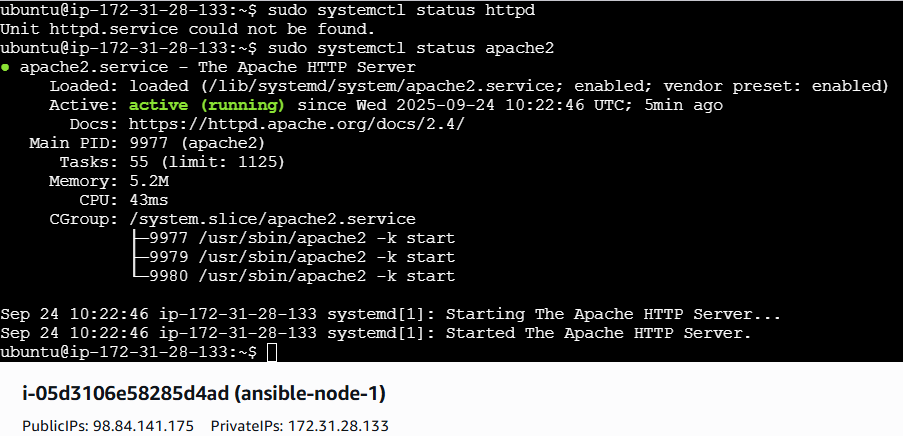 ubuntu@ip-172-31-28-133:~$ sudo systemctl status httpd
Unit httpd.service could not be found.
ubuntu@ip-172-31-28-133:~$ sudo systemctl status apache2
● apache2.service - The Apache HTTP Server
     Loaded: loaded (/lib/systemd/system/apache2.service; enabled; vendor preset: enabled)
     Active: active (running) since Wed 2025-09-24 10:22:46 UTC; 5min ago
       Docs: https://httpd.apache.org/docs/2.4/
   Main PID: 9977 (apache2)
      Tasks: 55 (limit: 1125)
     Memory: 5.2M
        CPU: 43ms
     CGroup: /system.slice/apache2.service
             ├─9977 /usr/sbin/apache2 -k start
             ├─9979 /usr/sbin/apache2 -k start
             └─9980 /usr/sbin/apache2 -k start

Sep 24 10:22:46 ip-172-31-28-133 systemd[1]: Starting The Apache HTTP Server...
Sep 24 10:22:46 ip-172-31-28-133 systemd[1]: Started The Apache HTTP Server.
ubuntu@ip-172-31-28-133:~$
i-05d3106e58285d4ad (ansible-node-1)
PublicIPs: 98.84.141.175 PrivateIPs: 172.31.28.133